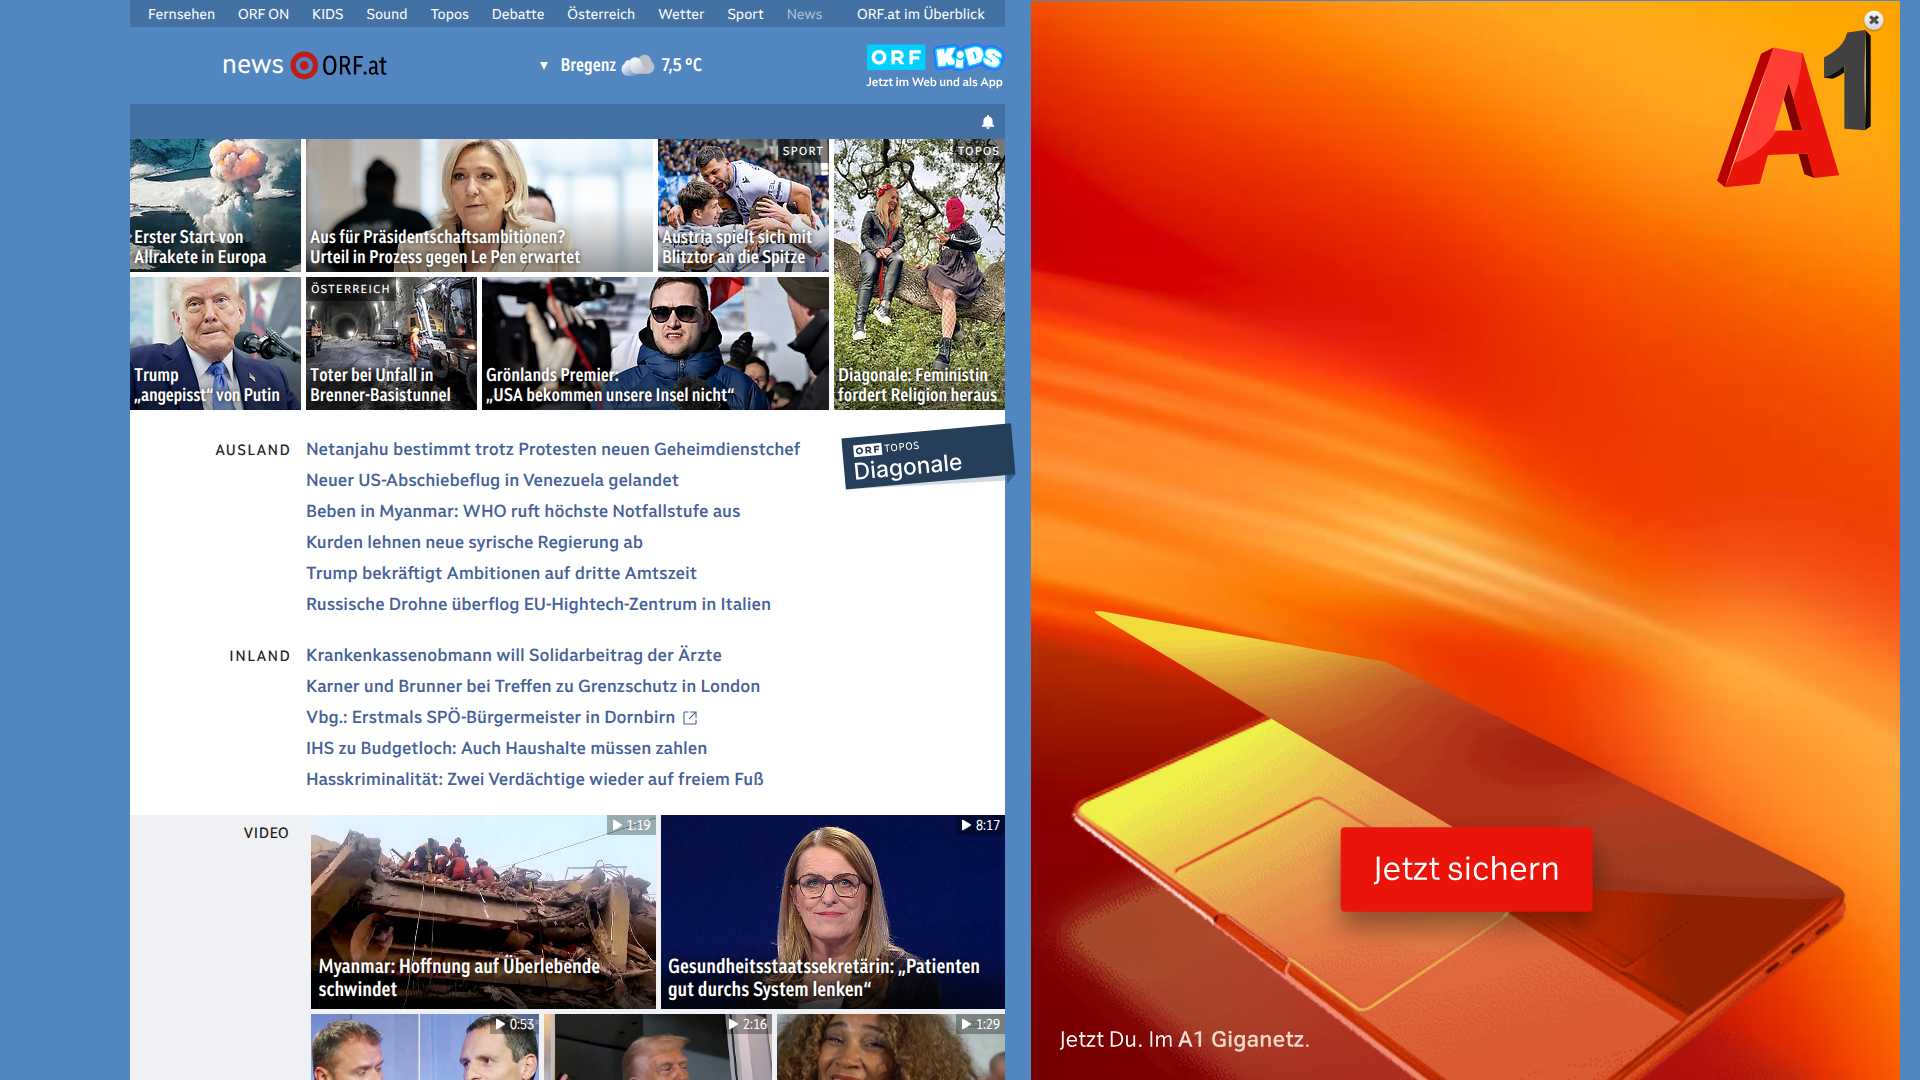 Fernsehen ORF ON KIDS Sound Topos Debatte Österreich Wetter Sport News ORF.at im Überblick
news ORF.at
▼ Bregenz 7,5 °C
ORF KiDS
Jetzt im Web und als App
Erster Start von
Allrakete in Europa
Aus für Präsidentschaftsambitionen?
Urteil in Prozess gegen Le Pen erwartet
SPORT
Austria spielt sich mit
Blitztor an die Spitze
TOPOS
Diagonale: Feministin
fordert Religion heraus
Trump
„angepisst“ von Putin
ÖSTERREICH
Toter bei Unfall in
Brenner-Basistunnel
Grönlands Premier:
„USA bekommen unsere Insel nicht“
AUSLAND
Netanjahu bestimmt trotz Protesten neuen Geheimdienstchef
Neuer US-Abschiebeflug in Venezuela gelandet
Beben in Myanmar: WHO ruft höchste Notfallstufe aus
Kurden lehnen neue syrische Regierung ab
Trump bekräftigt Ambitionen auf dritte Amtszeit
Russische Drohne überflog EU-Hightech-Zentrum in Italien
ORF TOPOS
Diagonale
INLAND
Krankenkassenobmann will Solidarbeitrag der Ärzte
Karner und Brunner bei Treffen zu Grenzschutz in London
Vbg.: Erstmals SPÖ-Bürgermeister in Dornbirn
IHS zu Budgetloch: Auch Haushalte müssen zahlen
Hasskriminalität: Zwei Verdächtige wieder auf freiem Fuß
VIDEO
1:19
Myanmar: Hoffnung auf Überlebende
schwindet
8:17
Gesundheitsstaatssekretärin: „Patienten
gut durchs System lenken“
0:53
2:16
1:29
A1
Jetzt sichern
Jetzt Du. Im A1 Giganetz.